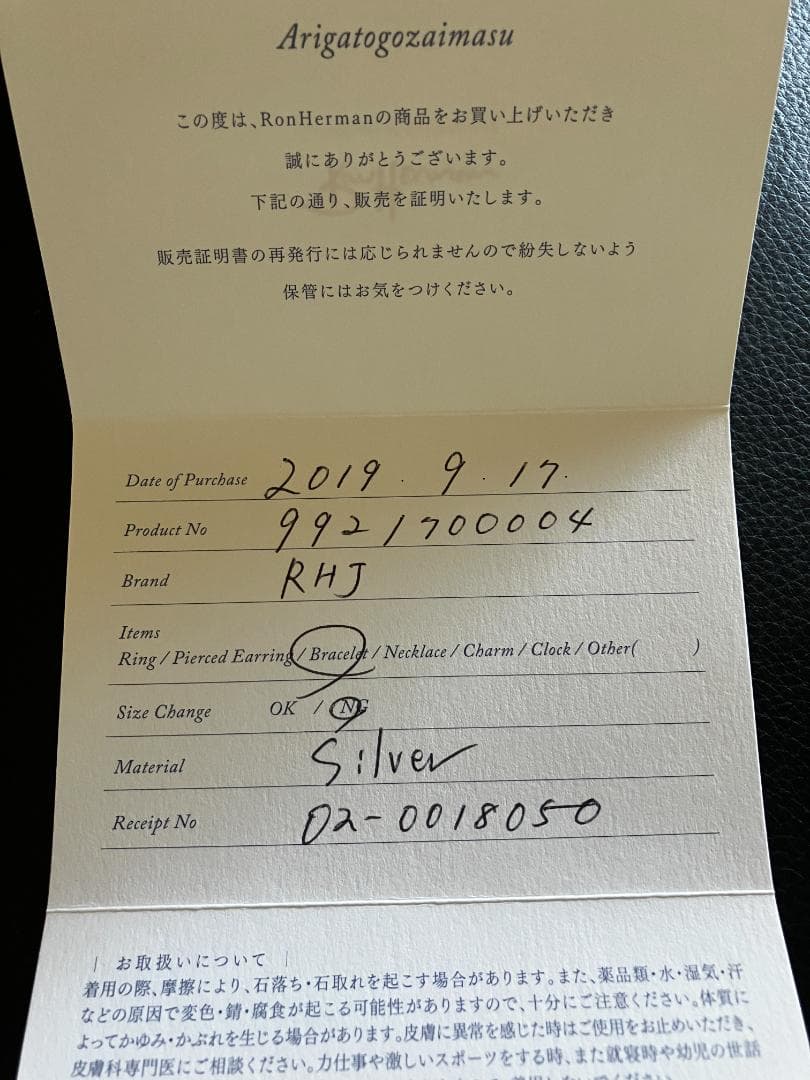 Arigatogozaimasu
この度は、RonHermanの商品をお買い上げいただき
誠にありがとうございます。
下記の通り、販売を証明いたします。
販売証明書の再発行には応じられませんので紛失しないよう
保管にはお気をつけください。
Date of Purchase 2019.9.17.
Product No 9921700004
Brand RHJ
Items
Ring / Pierced Earring / Bracelet / Necklace / Charm / Clock / Other( )
Size Change OK / NG
Material Silver
Receipt No 02-0018050
| お取扱いについて |
着用の際、摩擦により、石落ち・石取れを起こす場合があります。また、薬品類・水・湿気・汗
などの原因で変色・錆・腐食が起こる可能性がありますので、十分にご注意ください。体質に
よってかゆみ・かぶれを生じる場合があります。皮膚に異常を感じた時はご使用をお止めいただき、
皮膚科専門医にご相談ください。力仕事や激しいスポーツをする時、また就寝時や幼児の世話